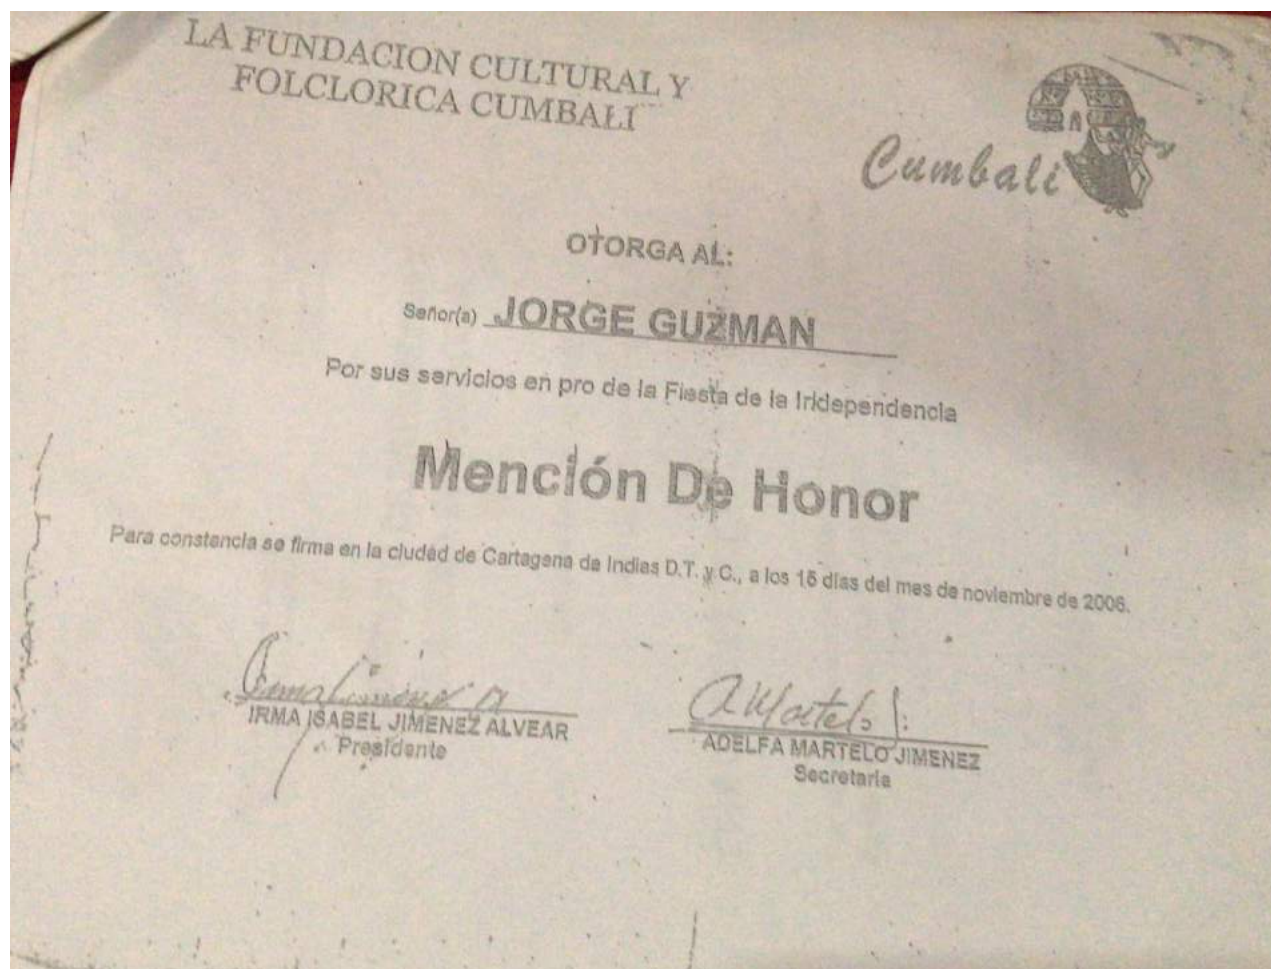 LA FUNDACION CULTURAL Y
FOLCLORICA CUMBALI
Cumbali
OTORGA AL:
Señor(a) JORGE GUZMAN
Por sus servicios en pro de la Fiesta de la Independencia
Mención De Honor
Para constancia se firma en la ciudad de Cartagena de Indias D.T. y C., a los 15 días del mes de noviembre de 2006.
IRMA ISABEL JIMENEZ ALVEAR
Presidente
A Martelo J.
ADELFA MARTELO JIMENEZ
Secretaria